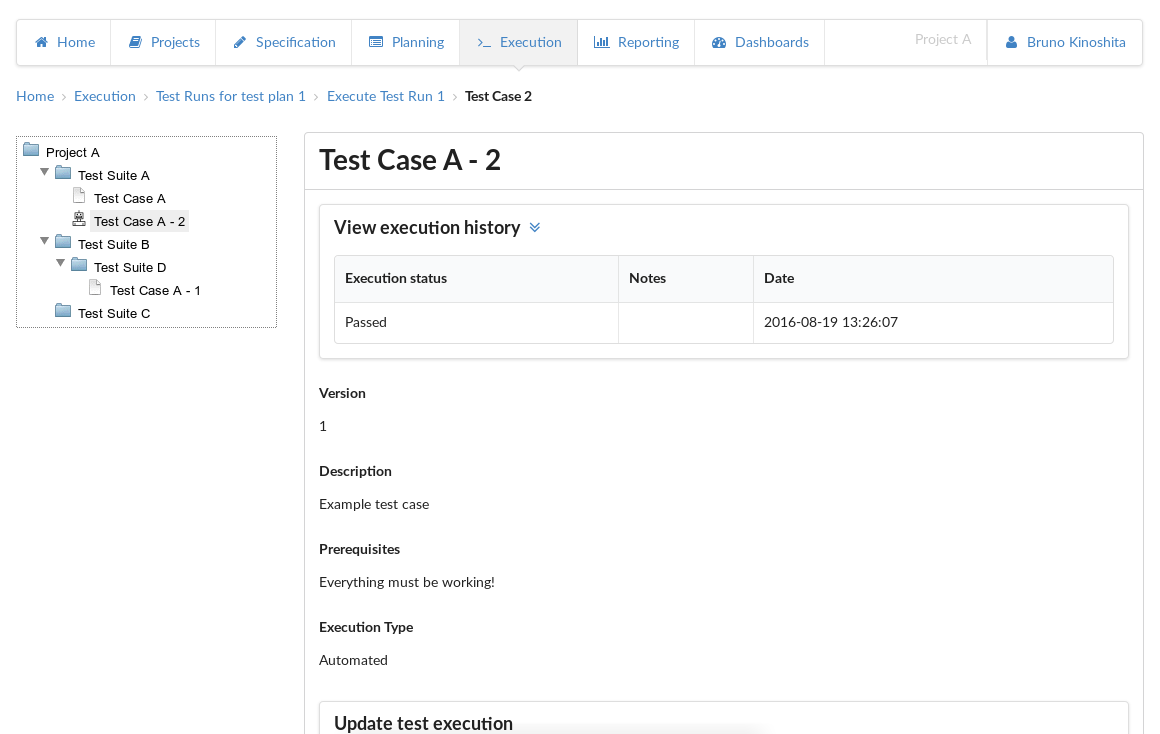 Home Projects Specification Planning Execution Reporting Dashboards Project A Bruno Kinoshita
Home Execution Test Runs for test plan 1 Execute Test Run 1 Test Case 2
Project A
Test Suite A
Test Case A
Test Case A - 2
Test Suite B
Test Suite D
Test Case A - 1
Test Suite C
Test Case A - 2
View execution history
Execution status Notes Date
Passed 2016-08-19 13:26:07
Version
1
Description
Example test case
Prerequisites
Everything must be working!
Execution Type
Automated
Update test execution